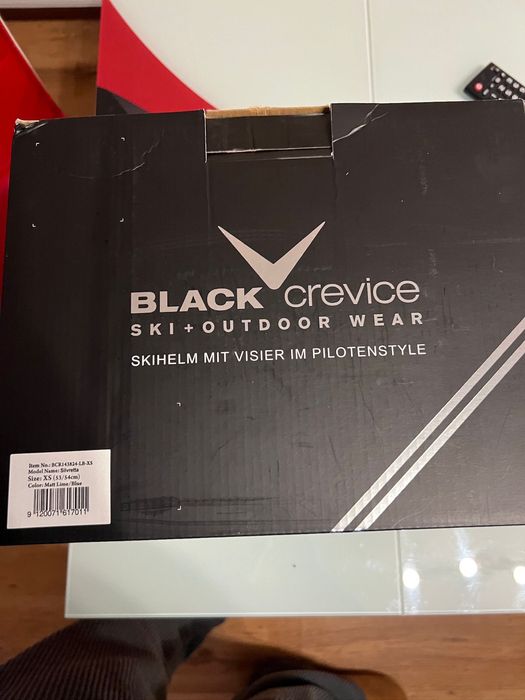 BLACK crevice
SKI + OUTDOOR WEAR
SKIHELM MIT VISIER IM PILOTENSTYLE
Item No.: BCR143824-LB-XS
Model Name: Silvretta
Size: XS (53/54cm)
Color: Matt Lime/Blue
9 120071 617011